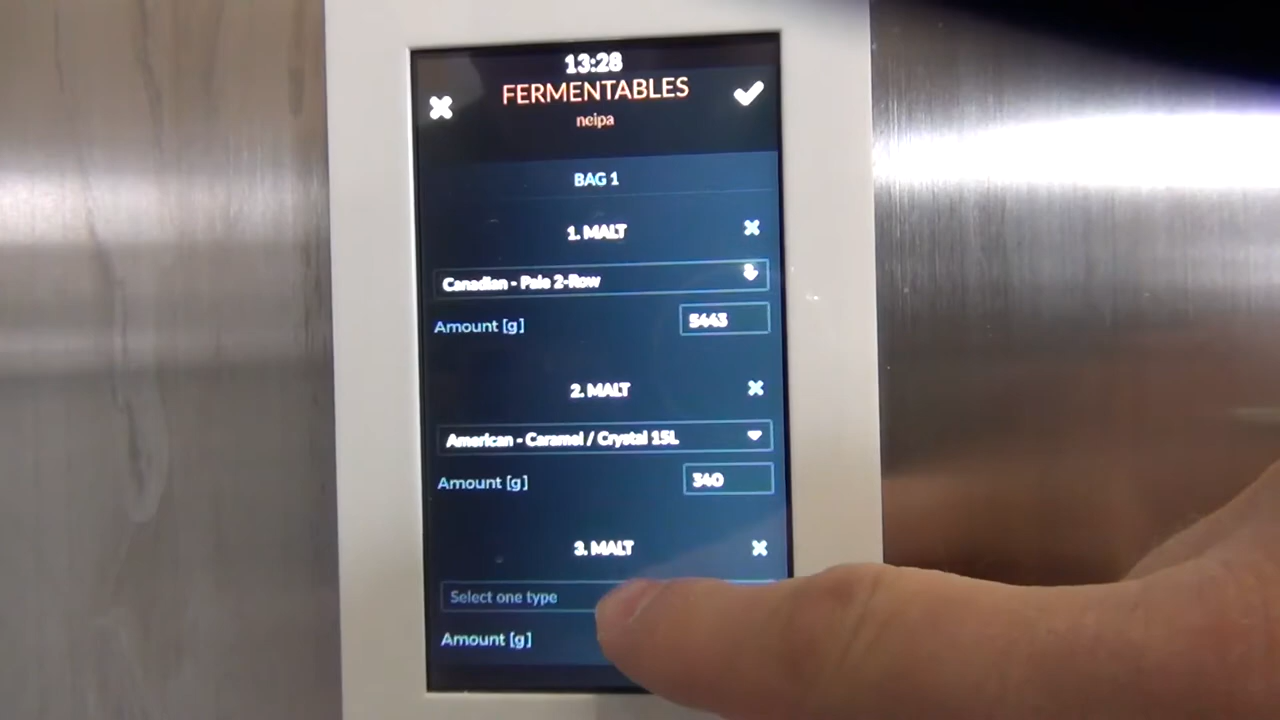 13:28
FERMENTABLES
neipa
BAG 1
1. MALT
Canadian - Pale 2-Row
Amount [g]
5443
2. MALT
American - Caramel / Crystal 15L
Amount [g]
340
3. MALT
Select one type
Amount [g]